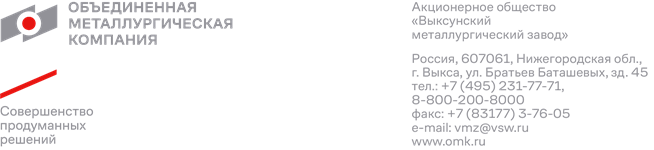 ОБЪЕДИНЕННАЯ
МЕТАЛЛУРГИЧЕСКАЯ
КОМПАНИЯ
Совершенство
продуманных
решений
Акционерное общество
«Выксунский
металлургический завод»
Россия, 607061, Нижегородская обл.,
г. Выкса, ул. Братьев Баташевых, зд. 45
тел.: +7 (495) 231-77-71,
8-800-200-8000
факс: +7 (83177) 3-76-05
e-mail: vmz@vsw.ru
www.omk.ru